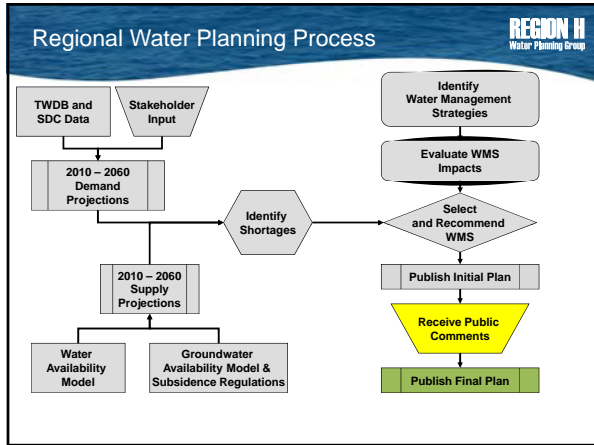 Regional Water Planning Process
REGION H
Water Planning Group
TWDB and
SDC Data
Stakeholder
Input
2010 – 2060
Demand
Projections
2010 – 2060
Supply
Projections
Water
Availability
Model
Groundwater
Availability Model &
Subsidence Regulations
Identify
Shortages
Identify
Water Management
Strategies
Evaluate WMS
Impacts
Select
and Recommend
WMS
Publish Initial Plan
Receive Public
Comments
Publish Final Plan